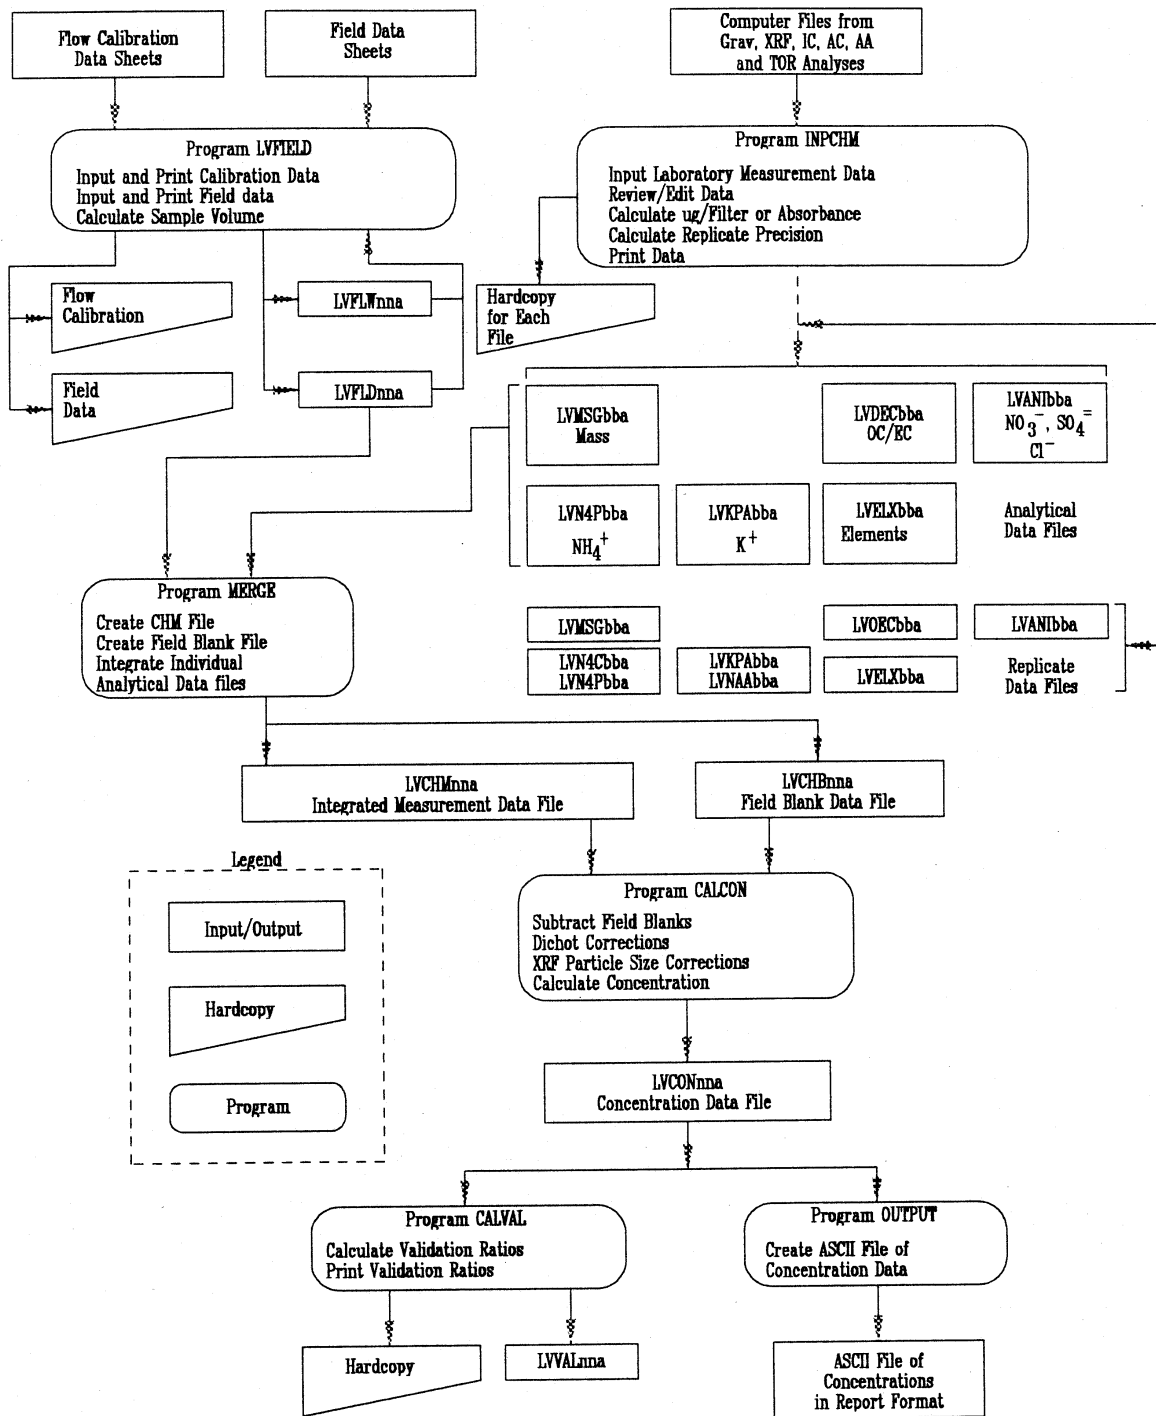 Flow Calibration
Data Sheets
Field Data
Sheets
Computer Files from
Grav, XRF, IC, AC, AA
and TOR Analyses
Program LVFIELD
Input and Print Calibration Data
Input and Print Field data
Calculate Sample Volume
Program INPCHM
Input Laboratory Measurement Data
Review/Edit Data
Calculate ug/Filter or Absorbance
Calculate Replicate Precision
Print Data
Flow
Calibration
LVFLWnna
Hardcopy
for Each
File
Field
Data
LVFLDnna
LVMSGbba
Mass
LVDECbba
OC/EC
LVANIbba
NO3⁻, SO4⁼
Cl⁻
LVN4Pbba
NH4⁺
LVKPAbba
K⁺
LVELXbba
Elements
Analytical
Data Files
Program MERGE
Create CHM File
Create Field Blank File
Integrate Individual
Analytical Data files
LVMSGbba
LVOECbba
LVANIbba
LVN4Cbba
LVN4Pbba
LVKPAbba
LVNAAbba
LVELXbba
Replicate
Data Files
LVCHMnna
Integrated Measurement Data File
LVCHBnna
Field Blank Data File
Legend
Input/Output
Hardcopy
Program
Program CALCON
Subtract Field Blanks
Dichot Corrections
XRF Particle Size Corrections
Calculate Concentration
LVCONnna
Concentration Data File
Program CALVAL
Calculate Validation Ratios
Print Validation Ratios
Program OUTPUT
Create ASCII File of
Concentration Data
Hardcopy
LVVALnna
ASCII File of
Concentrations
in Report Format